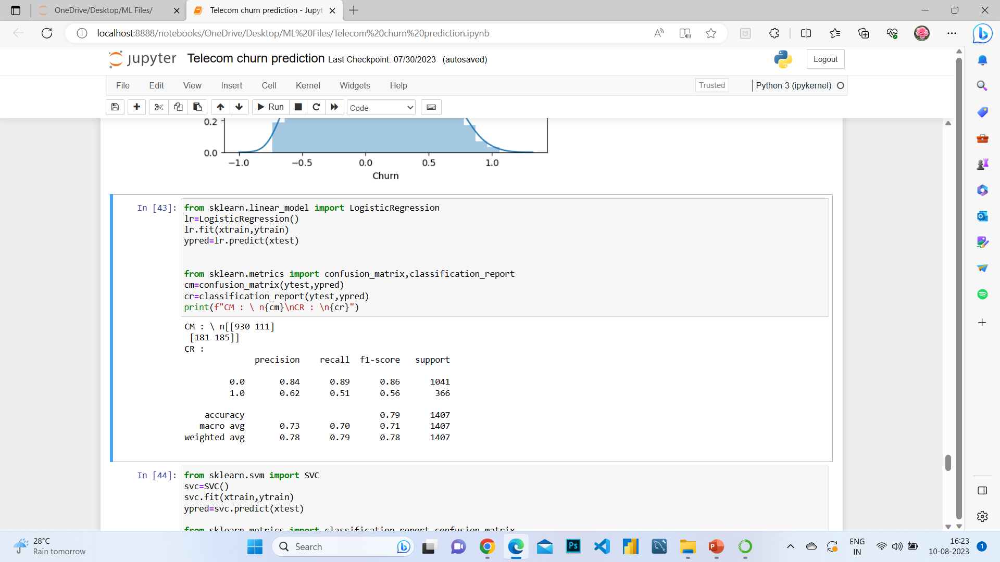 OneDrive/Desktop/ML Files/
Telecom churn prediction - Jupyt
localhost:8888/notebooks/OneDrive/Desktop/ML%20Files/Telecom%20churn%20prediction.ipynb
jupyter Telecom churn prediction Last Checkpoint: 07/30/2023 (autosaved)
Logout
File Edit View Insert Cell Kernel Widgets Help
Trusted
Python 3 (ipykernel)
Run
Code
0.2
0.0
−1.0 −0.5 0.0 0.5 1.0
Churn
In [43]:
from sklearn.linear_model import LogisticRegression
lr=LogisticRegression()
lr.fit(xtrain,ytrain)
ypred=lr.predict(xtest)
from sklearn.metrics import confusion_matrix,classification_report
cm=confusion_matrix(ytest,ypred)
cr=classification_report(ytest,ypred)
print(f"CM : \ n{cm}\nCR : \n{cr}")
CM : \ n[[930 111]
[181 185]]
CR :
precision recall f1-score support
0.0 0.84 0.89 0.86 1041
1.0 0.62 0.51 0.56 366
accuracy 0.79 1407
macro avg 0.73 0.70 0.71 1407
weighted avg 0.78 0.79 0.78 1407
In [44]:
from sklearn.svm import SVC
svc=SVC()
svc.fit(xtrain,ytrain)
ypred=svc.predict(xtest)
from sklearn.metrics import classification_report,confusion_matrix
28°C
Rain tomorrow
Search
Ps
ENG
IN
16:23
10-08-2023
1